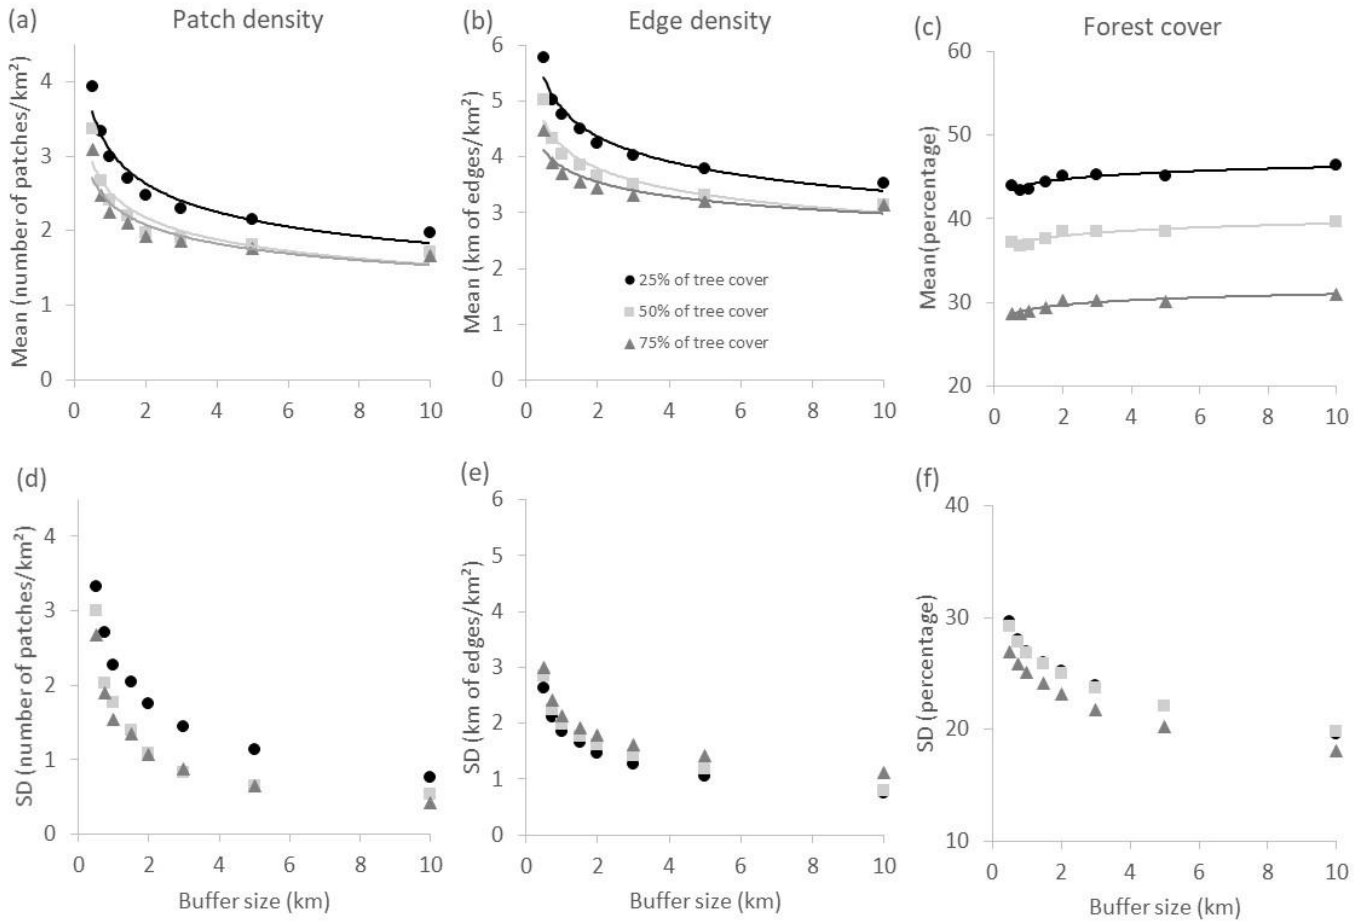 (a) Patch density
Mean (number of patches/km²)
4
3
2
1
0
0 2 4 6 8 10
(b) Edge density
Mean (km of edges/km²)
6
5
4
3
2
1
0
0 2 4 6 8 10
25% of tree cover
50% of tree cover
75% of tree cover
(c) Forest cover
Mean(percentage)
60
50
40
30
20
0 2 4 6 8 10
(d)
SD (number of patches/km²)
4
3
2
1
0
0 2 4 6 8 10
Buffer size (km)
(e)
SD (km of edges/km²)
6
5
4
3
2
1
0
0 2 4 6 8 10
Buffer size (km)
(f)
SD (percentage)
40
30
20
10
0 2 4 6 8 10
Buffer size (km)